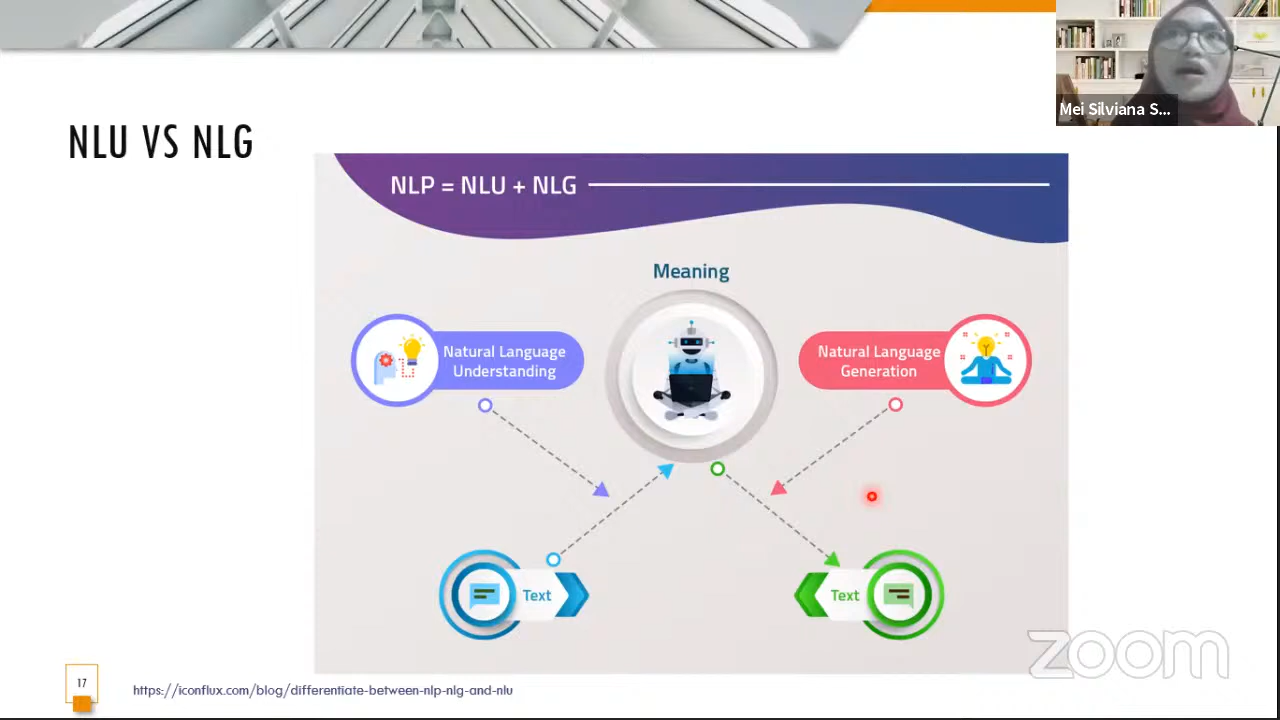 Mei Silviana S...
NLU VS NLG
NLP = NLU + NLG
Meaning
Natural Language
Understanding
Natural Language
Generation
Text
Text
zoom
17
https://iconflux.com/blog/differentiate-between-nlp-nlg-and-nlu